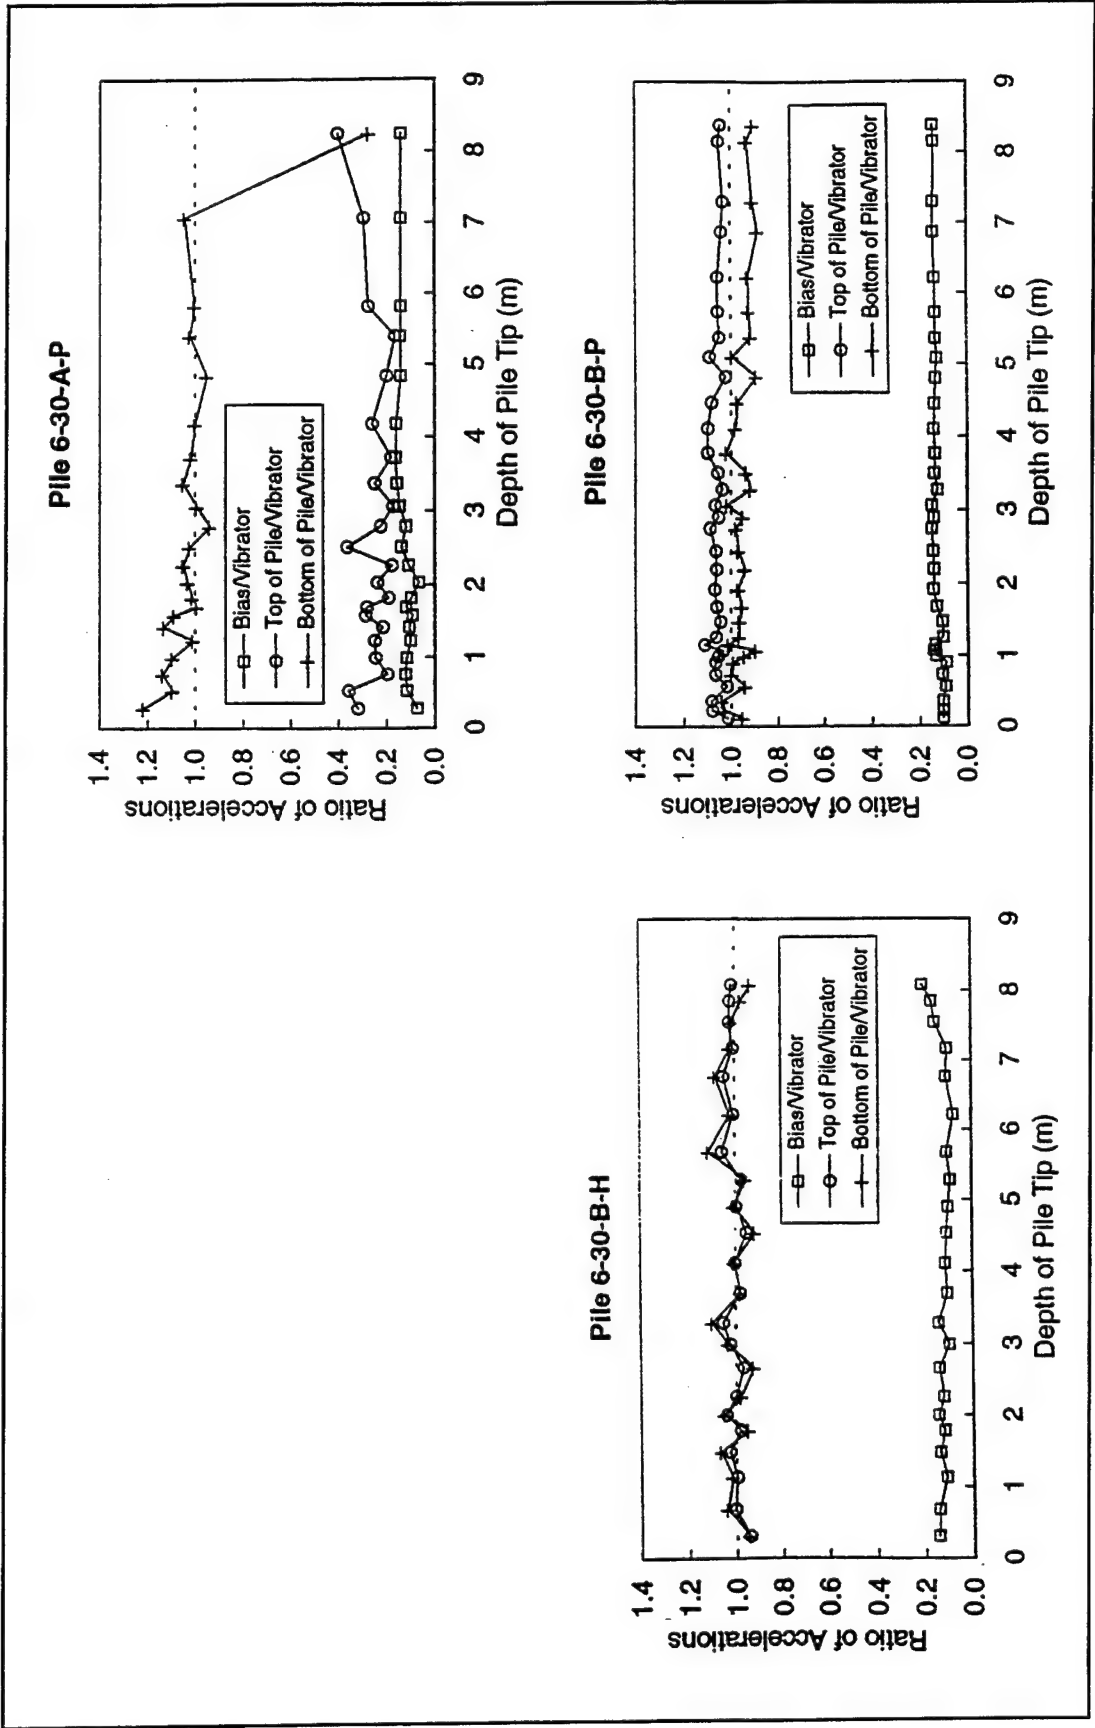 Pile 6-30-A-P
1.4
1.2
1.0
0.8
0.6
0.4
0.2
0.0
Ratio of Accelerations
Bias/Vibrator
Top of Pile/Vibrator
Bottom of Pile/Vibrator
0 1 2 3 4 5 6 7 8 9
Depth of Pile Tip (m)
Pile 6-30-B-H
1.4
1.2
1.0
0.8
0.6
0.4
0.2
0.0
Ratio of Accelerations
Bias/Vibrator
Top of Pile/Vibrator
Bottom of Pile/Vibrator
0 1 2 3 4 5 6 7 8 9
Depth of Pile Tip (m)
Pile 6-30-B-P
1.4
1.2
1.0
0.8
0.6
0.4
0.2
0.0
Ratio of Accelerations
Bias/Vibrator
Top of Pile/Vibrator
Bottom of Pile/Vibrator
0 1 2 3 4 5 6 7 8 9
Depth of Pile Tip (m)